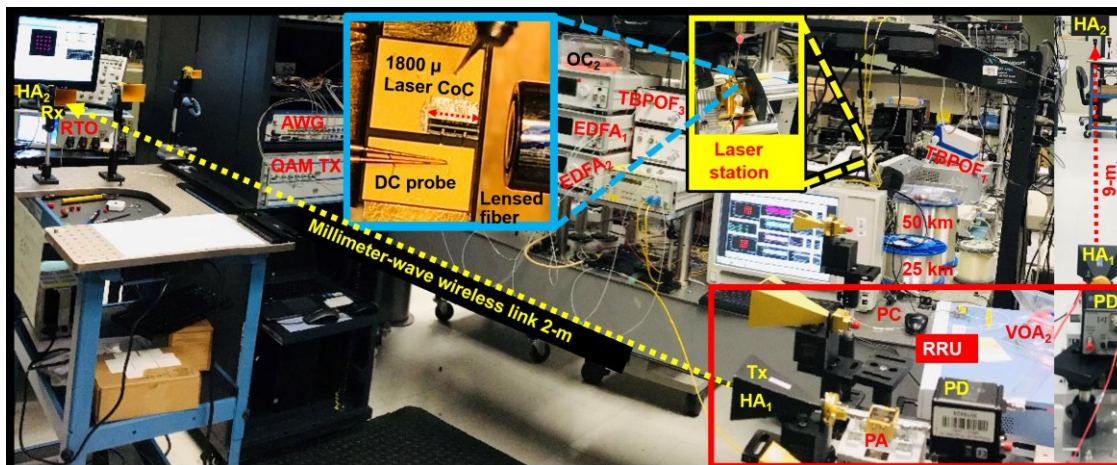 HA2
Rx
RTO
AWG
QAM TX
1800 µ
Laser CoC
DC probe
Lensed
fiber
OC2
TBPOF3
EDFA1
EDFA2
Laser
station
TBPOF1
50 km
25 km
HA2
9-m
HA1
Millimeter-wave wireless link 2-m
PC
RRU
VOA2
PD
Tx
HA1
PA
PD